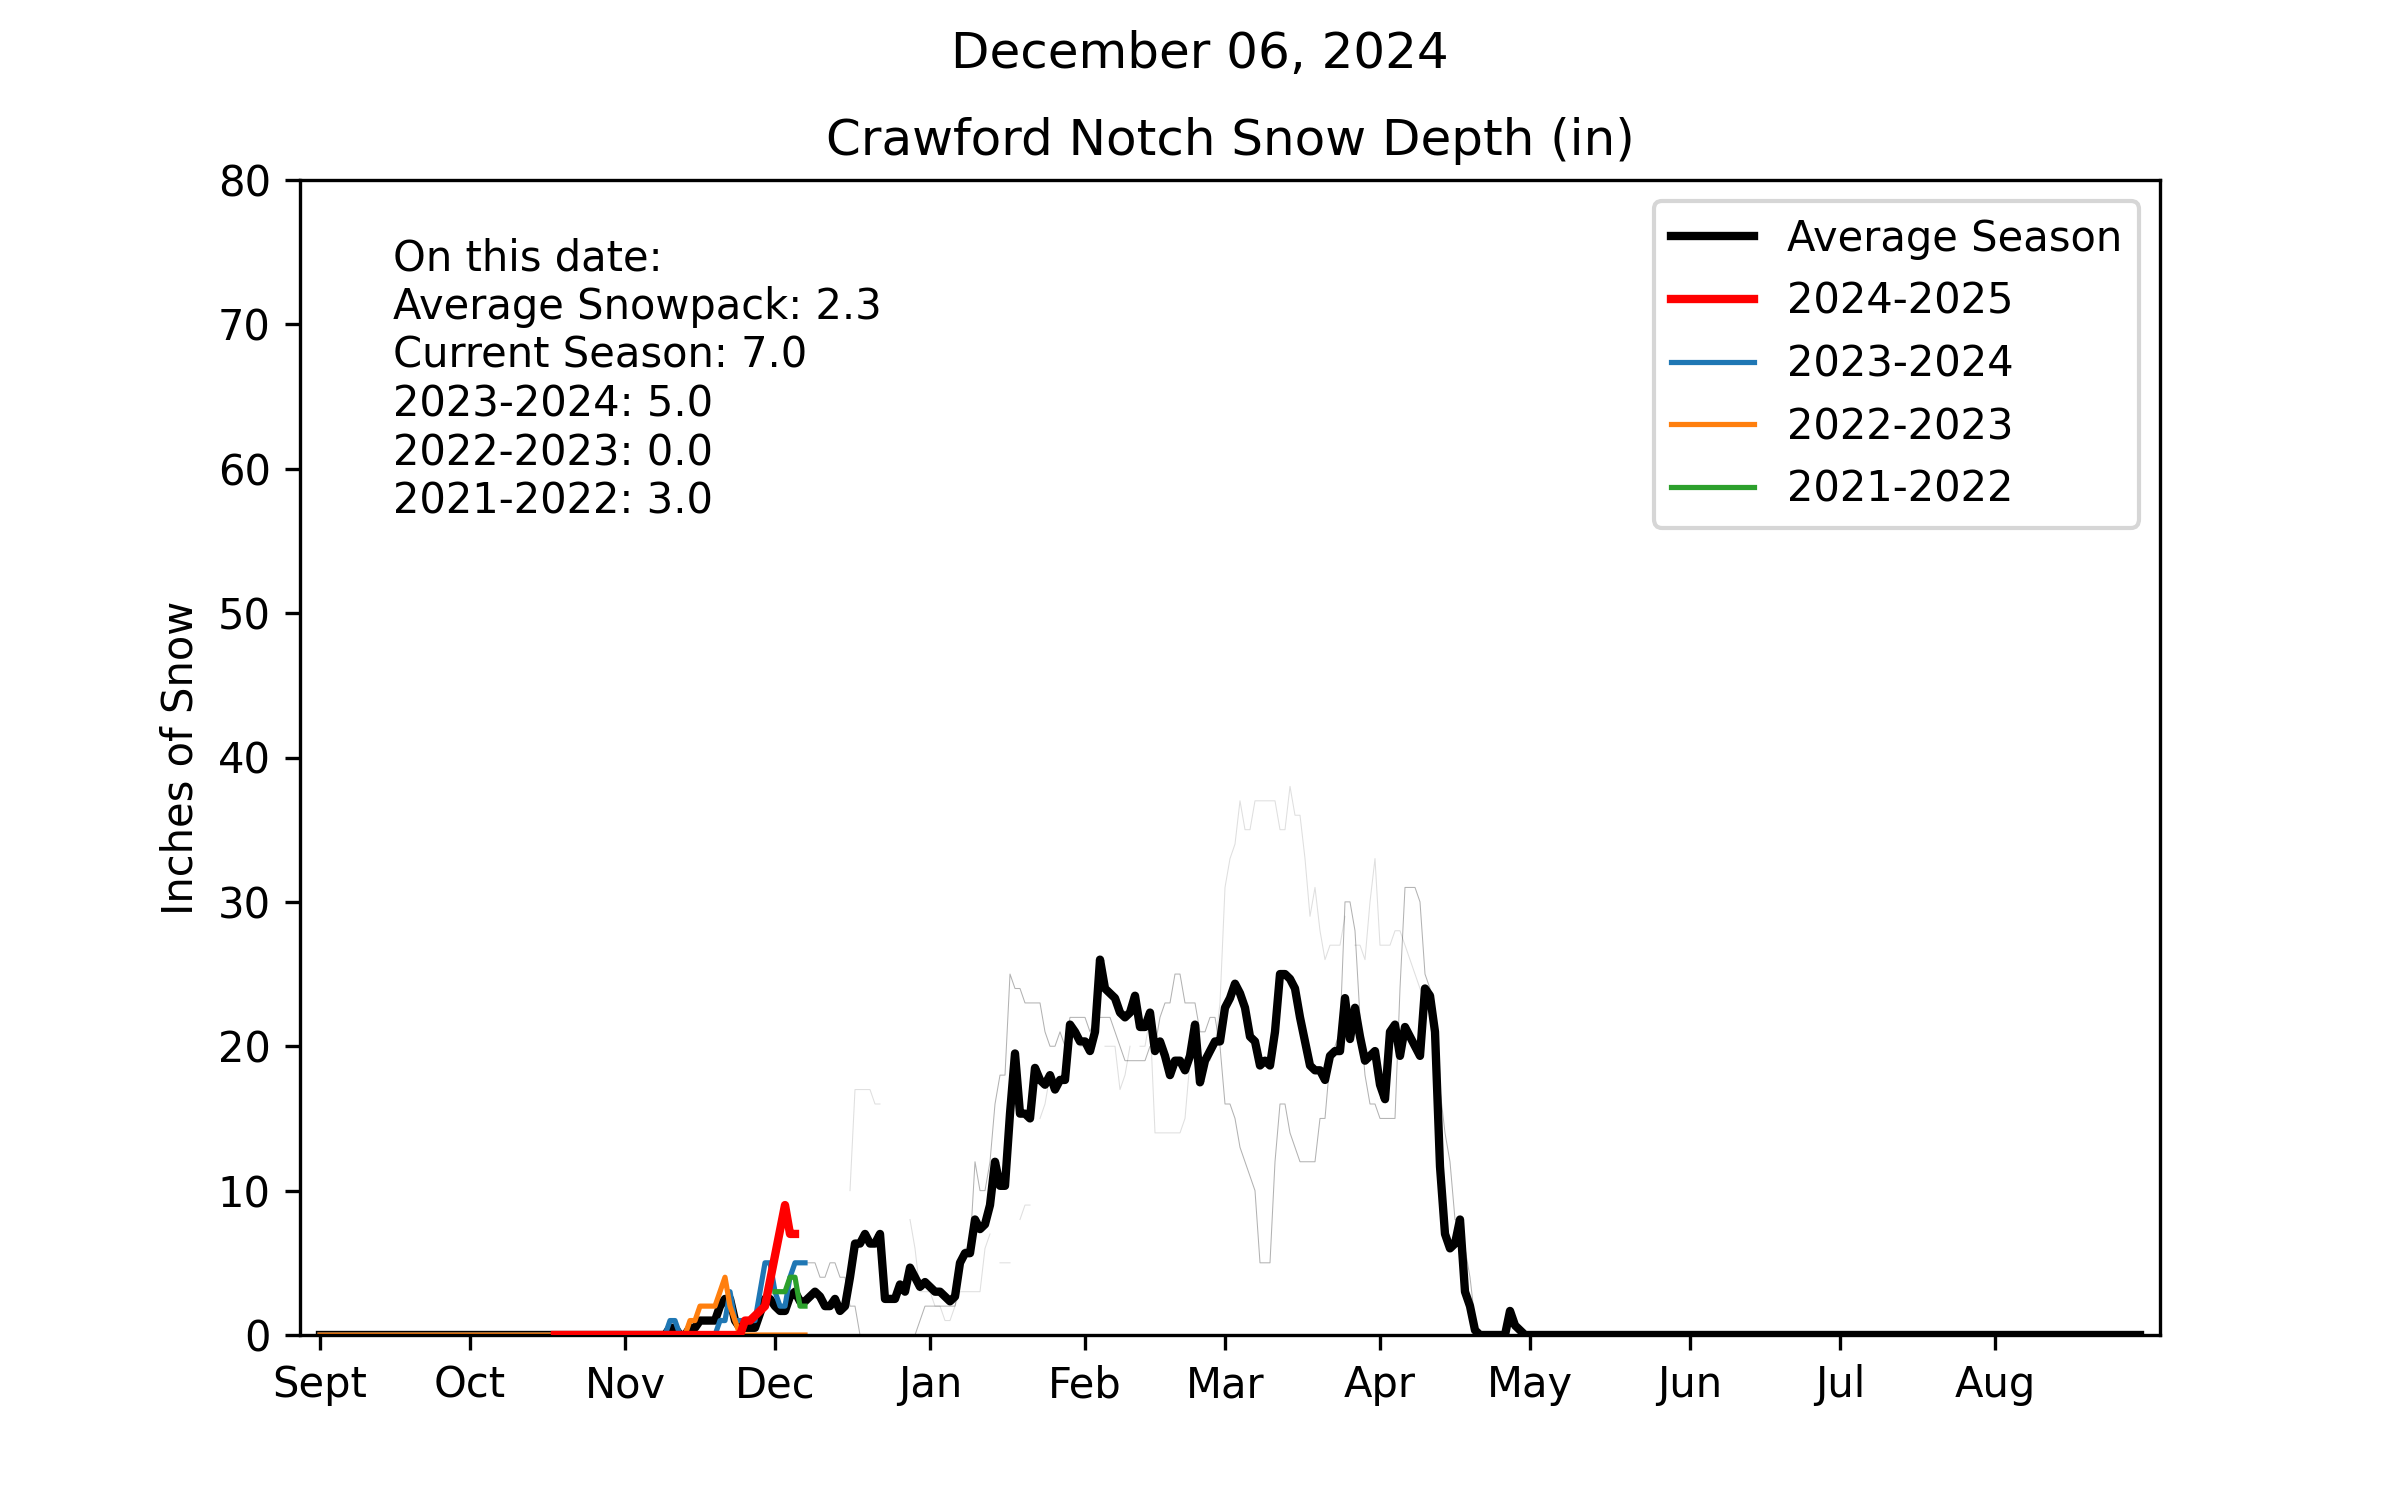 December 06, 2024
Crawford Notch Snow Depth (in)
80
70
60
50
40
30
20
10
0
Inches of Snow
On this date:
Average Snowpack: 2.3
Current Season: 7.0
2023-2024: 5.0
2022-2023: 0.0
2021-2022: 3.0
Average Season
2024-2025
2023-2024
2022-2023
2021-2022
Sept Oct Nov Dec Jan Feb Mar Apr May Jun Jul Aug